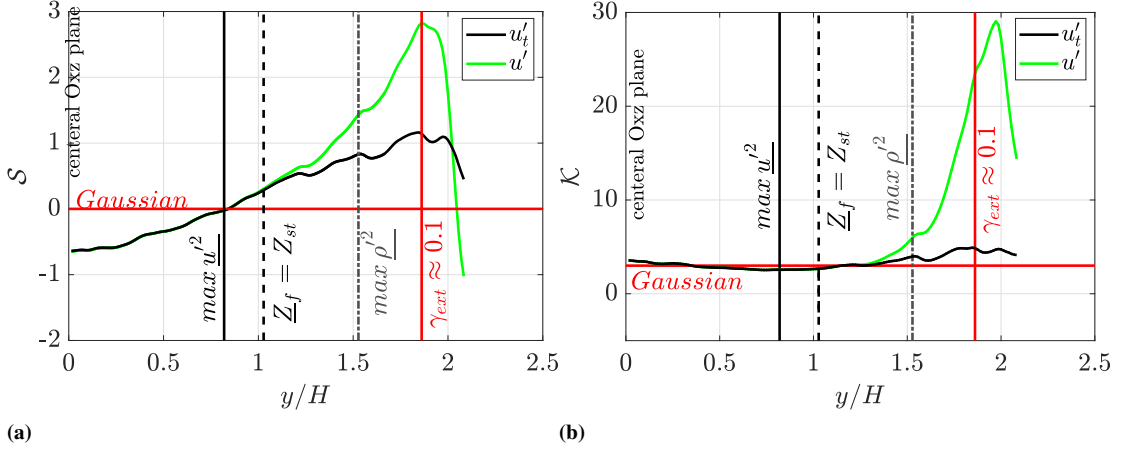 3
2
1
0
-1
-2
S
centeral Oxz plane
Gaussian
max u'²
Z_f = Z_st
max ρ'²
γ_ext ≈ 0.1
u'_t
u'
0
0.5
1
1.5
2
2.5
y/H
(a)
30
20
10
0
K
centeral Oxz plane
Gaussian
max u'²
Z_f = Z_st
max ρ'²
γ_ext ≈ 0.1
u'_t
u'
0
0.5
1
1.5
2
2.5
y/H
(b)